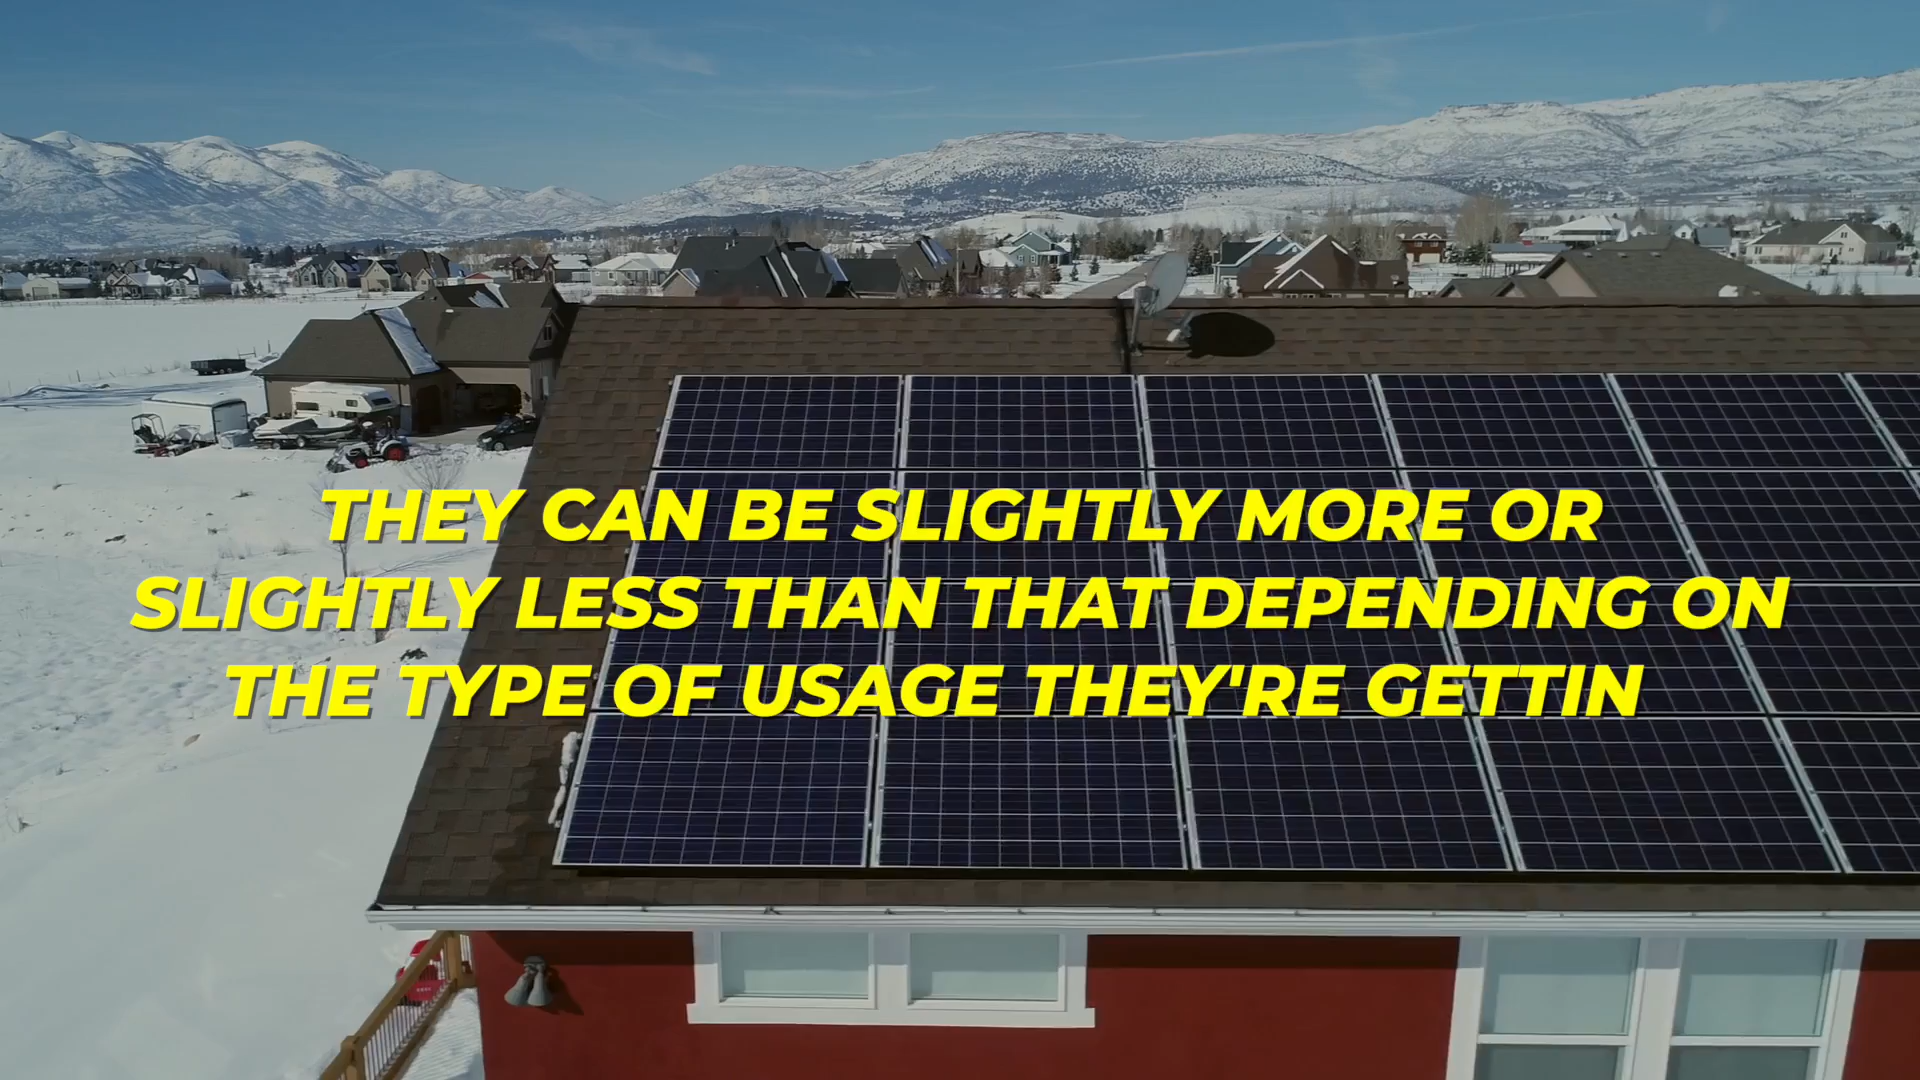 THEY CAN BE SLIGHTLY MORE OR
SLIGHTLY LESS THAN THAT DEPENDING ON
THE TYPE OF USAGE THEY'RE GETTIN